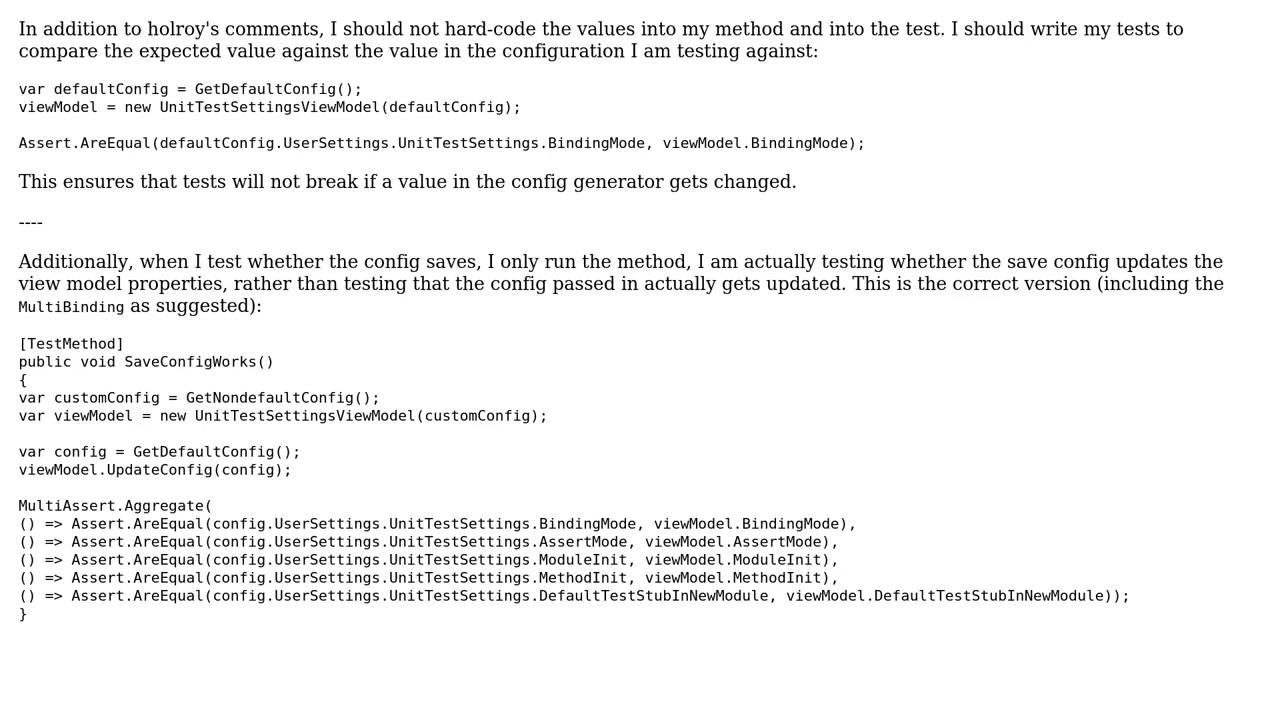 In addition to holroy's comments, I should not hard-code the values into my method and into the test. I should write my tests to
compare the expected value against the value in the configuration I am testing against:
var defaultConfig = GetDefaultConfig();
viewModel = new UnitTestSettingsViewModel(defaultConfig);
Assert.AreEqual(defaultConfig.UserSettings.UnitTestSettings.BindingMode, viewModel.BindingMode);
This ensures that tests will not break if a value in the config generator gets changed.
----
Additionally, when I test whether the config saves, I only run the method, I am actually testing whether the save config updates the
view model properties, rather than testing that the config passed in actually gets updated. This is the correct version (including the
MultiBinding as suggested):
[TestMethod]
public void SaveConfigWorks()
{
var customConfig = GetNondefaultConfig();
var viewModel = new UnitTestSettingsViewModel(customConfig);
var config = GetDefaultConfig();
viewModel.UpdateConfig(config);
MultiAssert.Aggregate(
() => Assert.AreEqual(config.UserSettings.UnitTestSettings.BindingMode, viewModel.BindingMode),
() => Assert.AreEqual(config.UserSettings.UnitTestSettings.AssertMode, viewModel.AssertMode),
() => Assert.AreEqual(config.UserSettings.UnitTestSettings.ModuleInit, viewModel.ModuleInit),
() => Assert.AreEqual(config.UserSettings.UnitTestSettings.MethodInit, viewModel.MethodInit),
() => Assert.AreEqual(config.UserSettings.UnitTestSettings.DefaultTestStubInNewModule, viewModel.DefaultTestStubInNewModule));
}